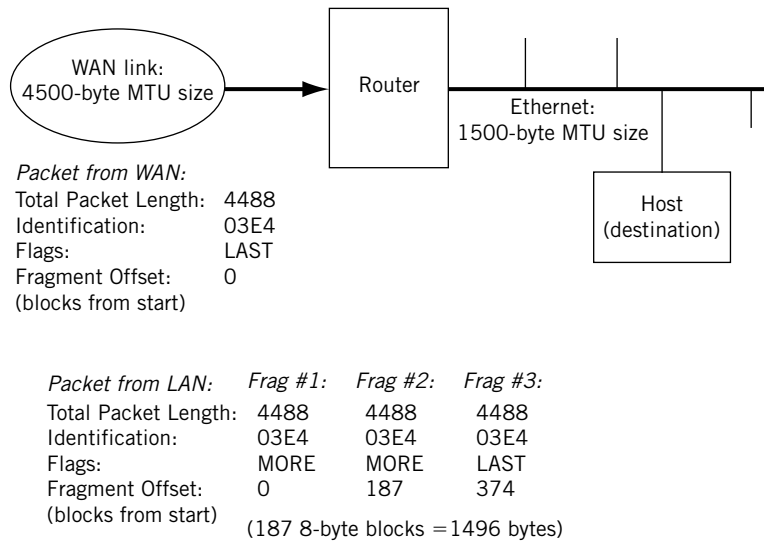 WAN link:
4500-byte MTU size
Router
Ethernet:
1500-byte MTU size
Host
(destination)
Packet from WAN:
Total Packet Length: 4488
Identification: 03E4
Flags: LAST
Fragment Offset: 0
(blocks from start)
Packet from LAN: Frag #1: Frag #2: Frag #3:
Total Packet Length: 4488 4488 4488
Identification: 03E4 03E4 03E4
Flags: MORE MORE LAST
Fragment Offset: 0 187 374
(blocks from start)
(187 8-byte blocks = 1496 bytes)